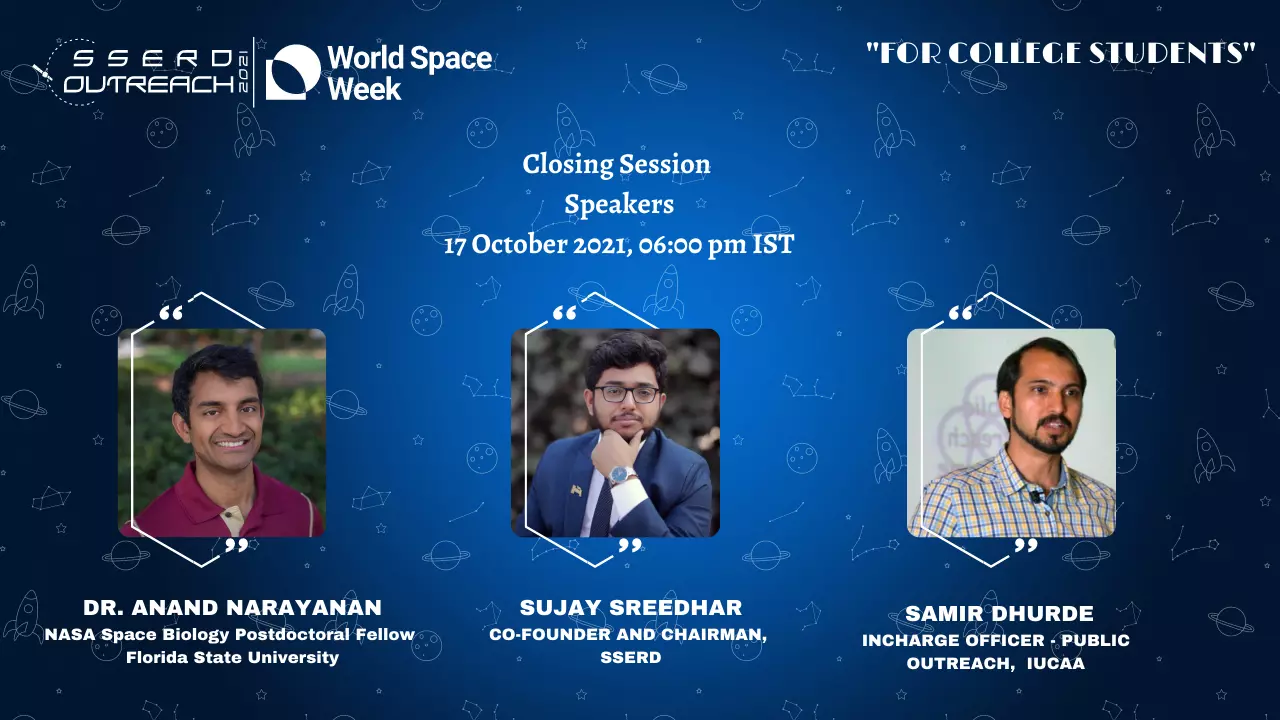 SSERD
OUTREACH 2021
World Space
Week
"FOR COLLEGE STUDENTS"
Closing Session
Speakers
17 October 2021, 06:00 pm IST
DR. ANAND NARAYANAN
NASA Space Biology Postdoctoral Fellow
Florida State University
SUJAY SREEDHAR
CO-FOUNDER AND CHAIRMAN,
SSERD
SAMIR DHURDE
INCHARGE OFFICER - PUBLIC
OUTREACH, IUCAA